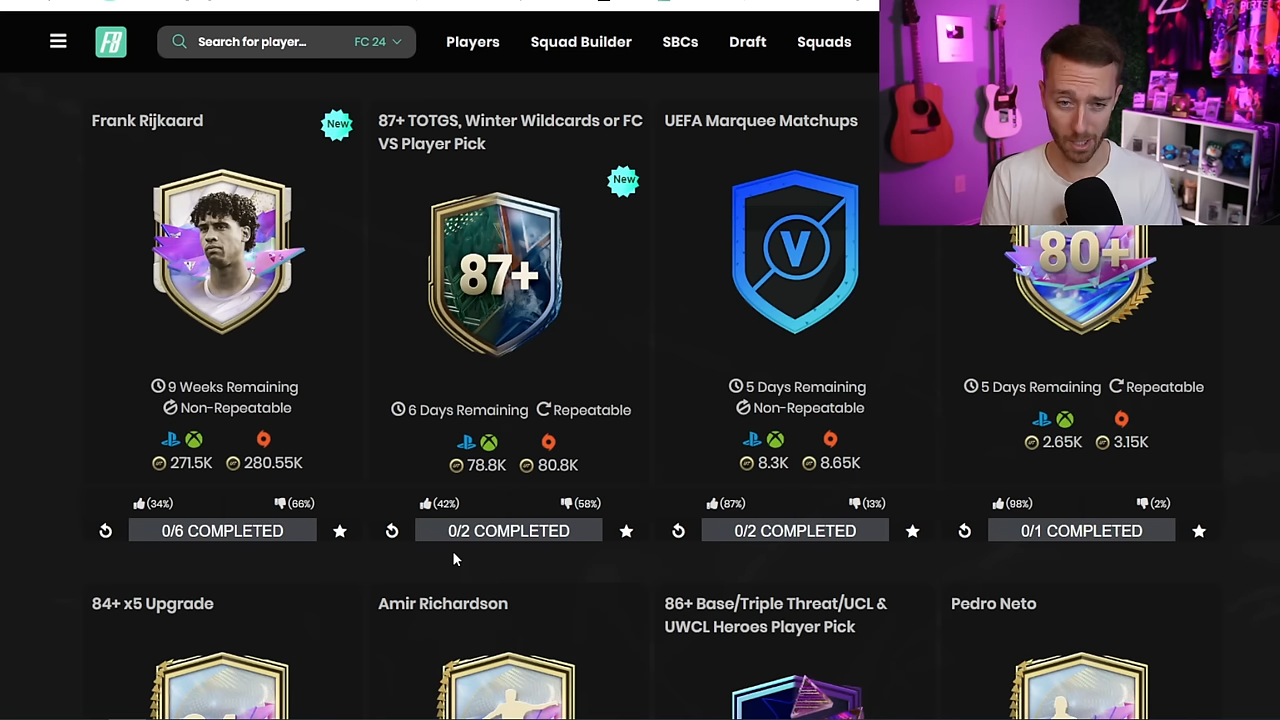 FB
Search for player...
FC 24
Players
Squad Builder
SBCs
Draft
Squads
Frank Rijkaard
New
9 Weeks Remaining
Non-Repeatable
271.5K
280.55K
(34%)
(66%)
0/6 COMPLETED
87+ TOTGS, Winter Wildcards or FC
VS Player Pick
New
87+
6 Days Remaining
Repeatable
78.8K
80.8K
(42%)
(58%)
0/2 COMPLETED
UEFA Marquee Matchups
V
5 Days Remaining
Non-Repeatable
8.3K
8.65K
(87%)
(13%)
0/2 COMPLETED
80+
5 Days Remaining
Repeatable
2.65K
3.15K
(98%)
(2%)
0/1 COMPLETED
84+ x5 Upgrade
Amir Richardson
86+ Base/Triple Threat/UCL &
UWCL Heroes Player Pick
Pedro Neto